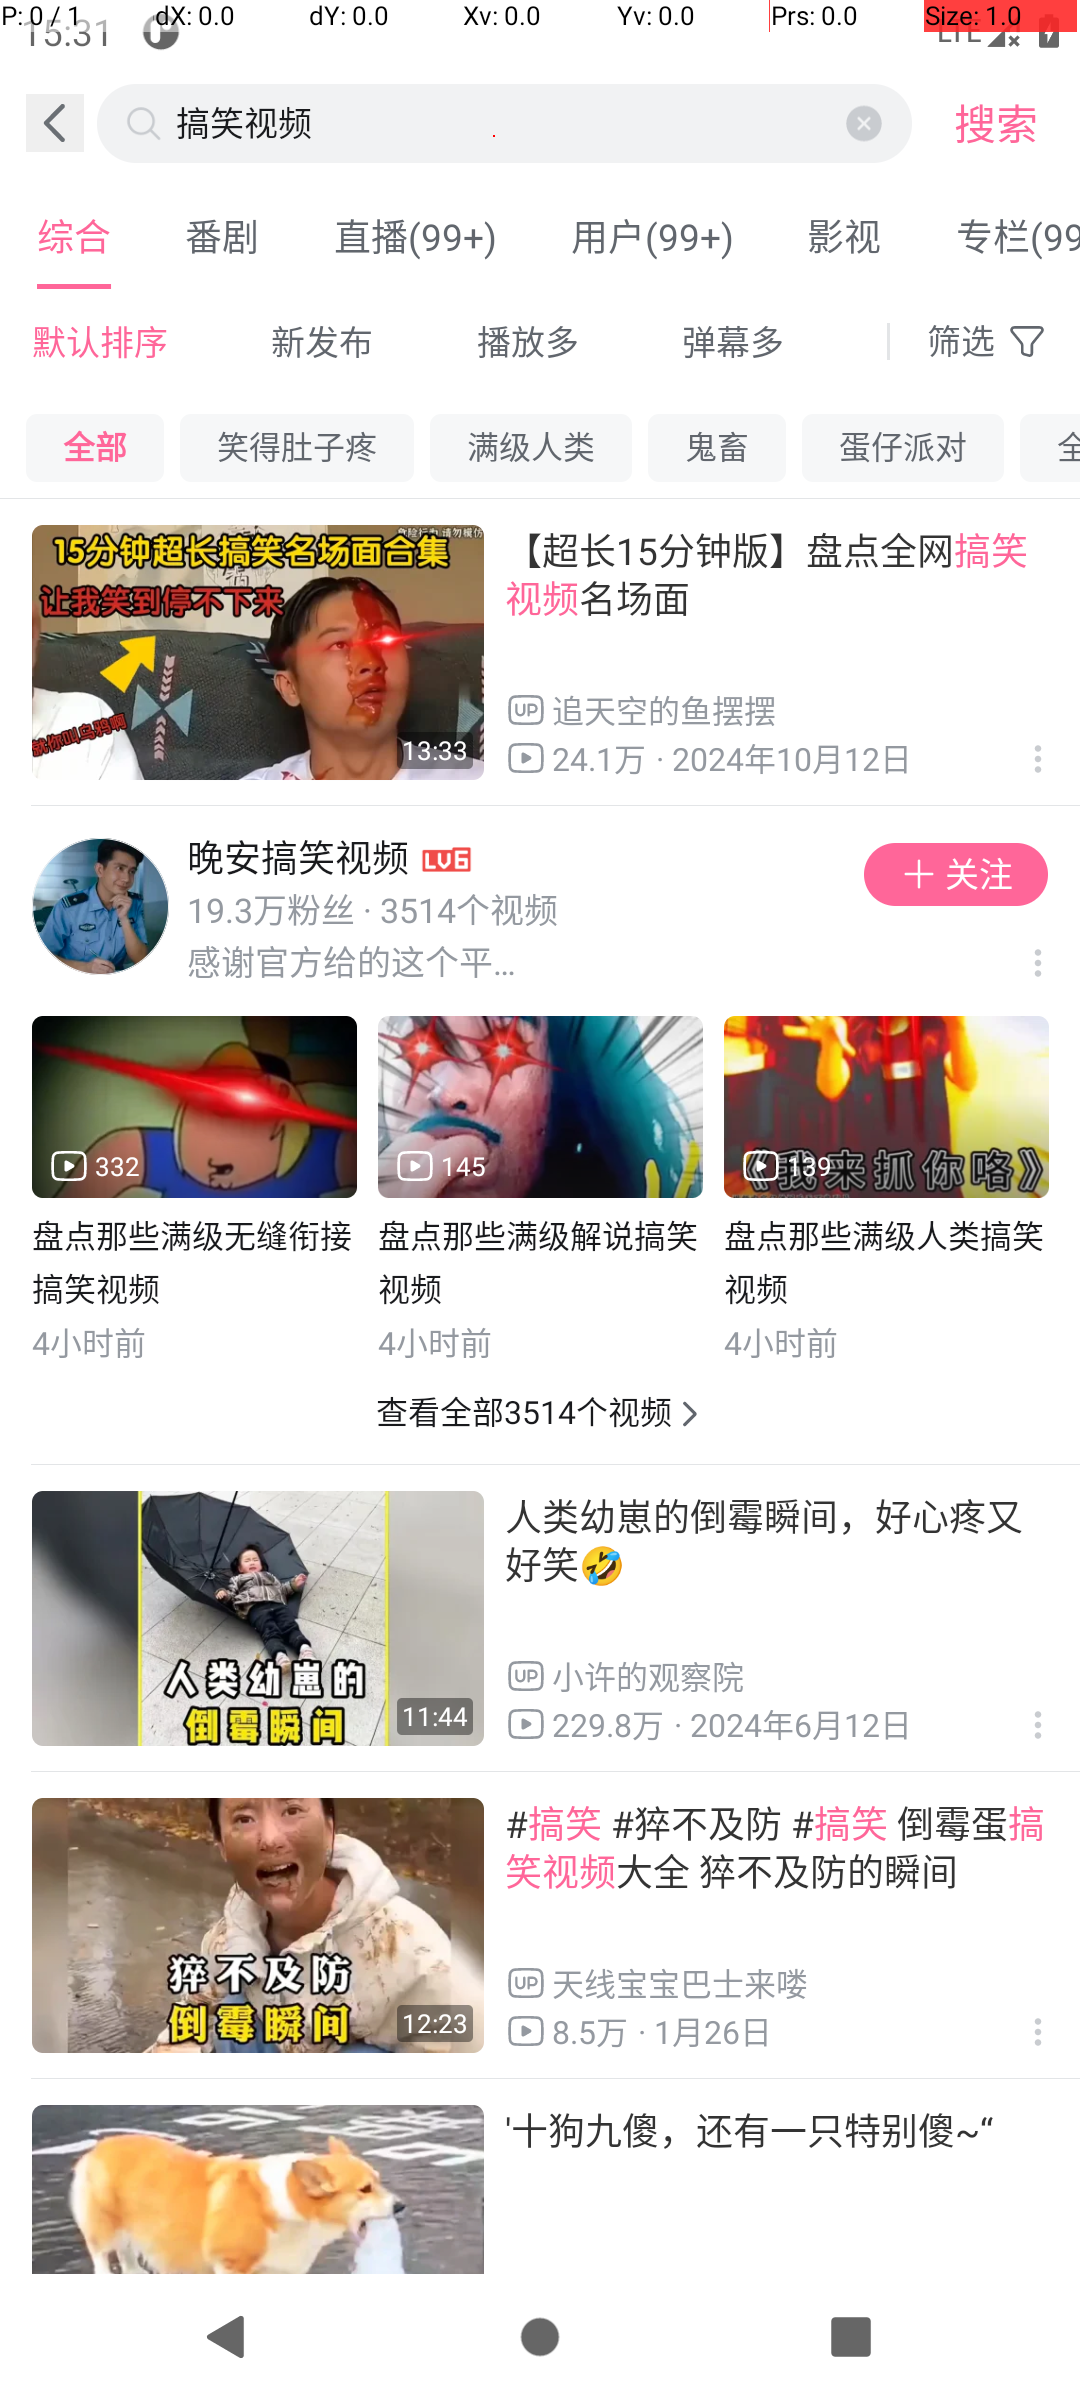 P: 0 / 1 dX: 0.0 dY: 0.0 Xv: 0.0 Yv: 0.0 Prs: 0.0 Size: 1.0
15:31 LTE
搞笑视频 搜索
综合 番剧 直播(99+) 用户(99+) 影视 专栏(99
默认排序 新发布 播放多 弹幕多 筛选
全部 笑得肚子疼 满级人类 鬼畜 蛋仔派对 全
危险行为 请勿模仿
15分钟超长搞笑名场面合集
让我笑到停不下来
就你叫乌鸦啊
13:33
【超长15分钟版】盘点全网搞笑
视频名场面
UP 追天空的鱼摆摆
24.1万 · 2024年10月12日
晚安搞笑视频 LV6
19.3万粉丝 · 3514个视频
感谢官方给的这个平...
+ 关注
332
145
139
《我来抓你咯》
盘点那些满级无缝衔接
搞笑视频
4小时前
盘点那些满级解说搞笑
视频
4小时前
盘点那些满级人类搞笑
视频
4小时前
查看全部3514个视频
人类幼崽的
倒霉瞬间
11:44
人类幼崽的倒霉瞬间，好心疼又
好笑🤣
UP 小许的观察院
229.8万 · 2024年6月12日
猝不及防
倒霉瞬间
12:23
#搞笑 #猝不及防 #搞笑 倒霉蛋搞
笑视频大全 猝不及防的瞬间
UP 天线宝宝巴士来喽
8.5万 · 1月26日
'十狗九傻，还有一只特别傻~“